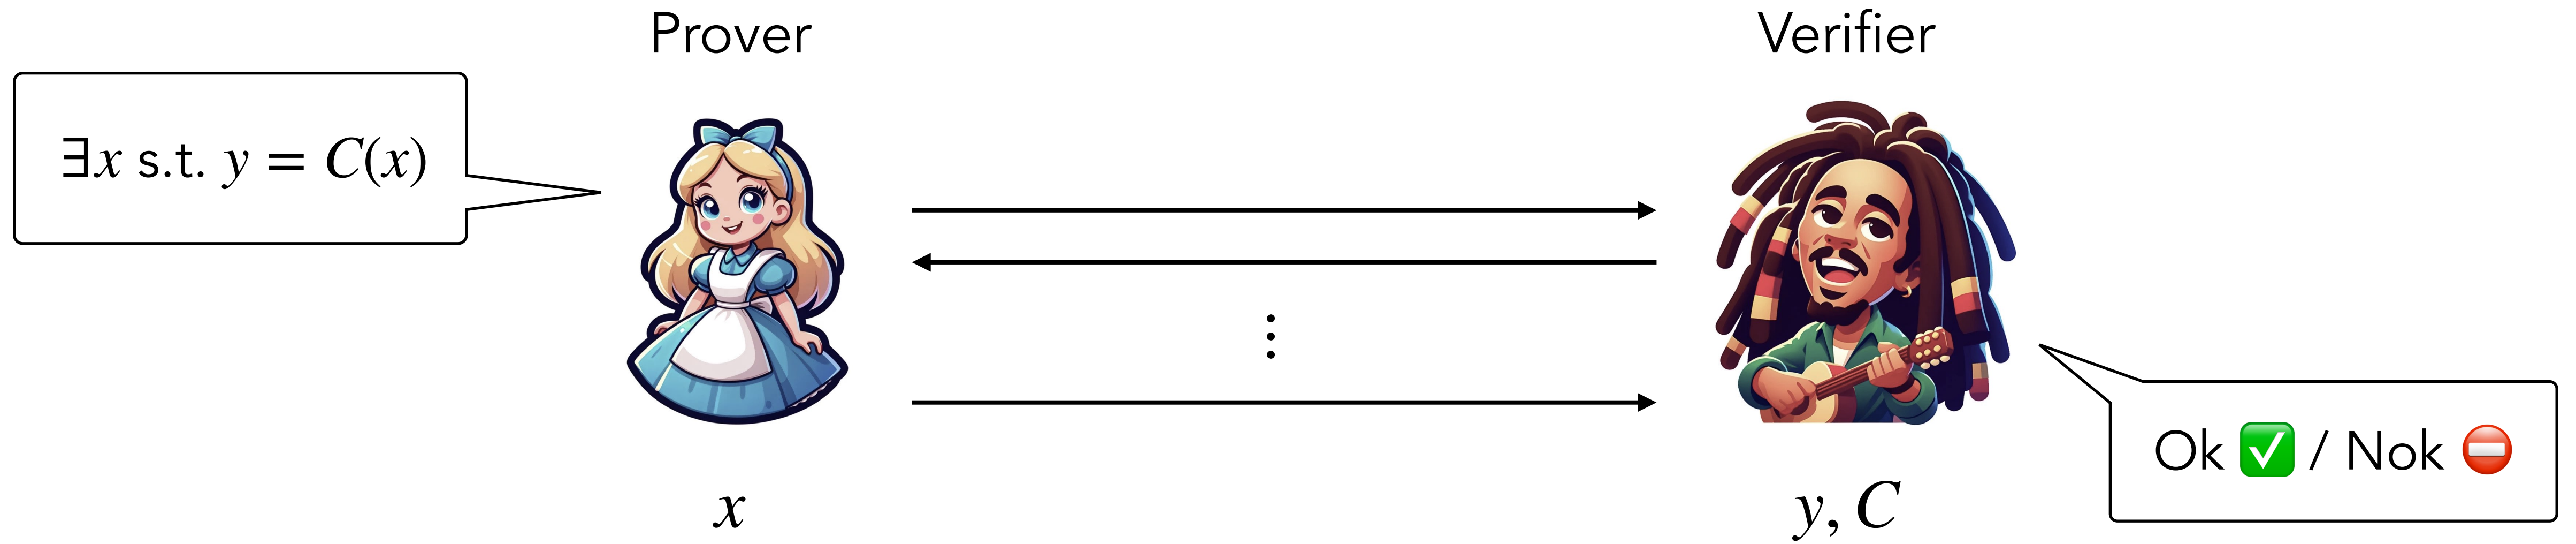 Prover
Verifier
∃x s.t. y = C(x)
⋮
x
y, C
Ok ✅ / Nok ⛔